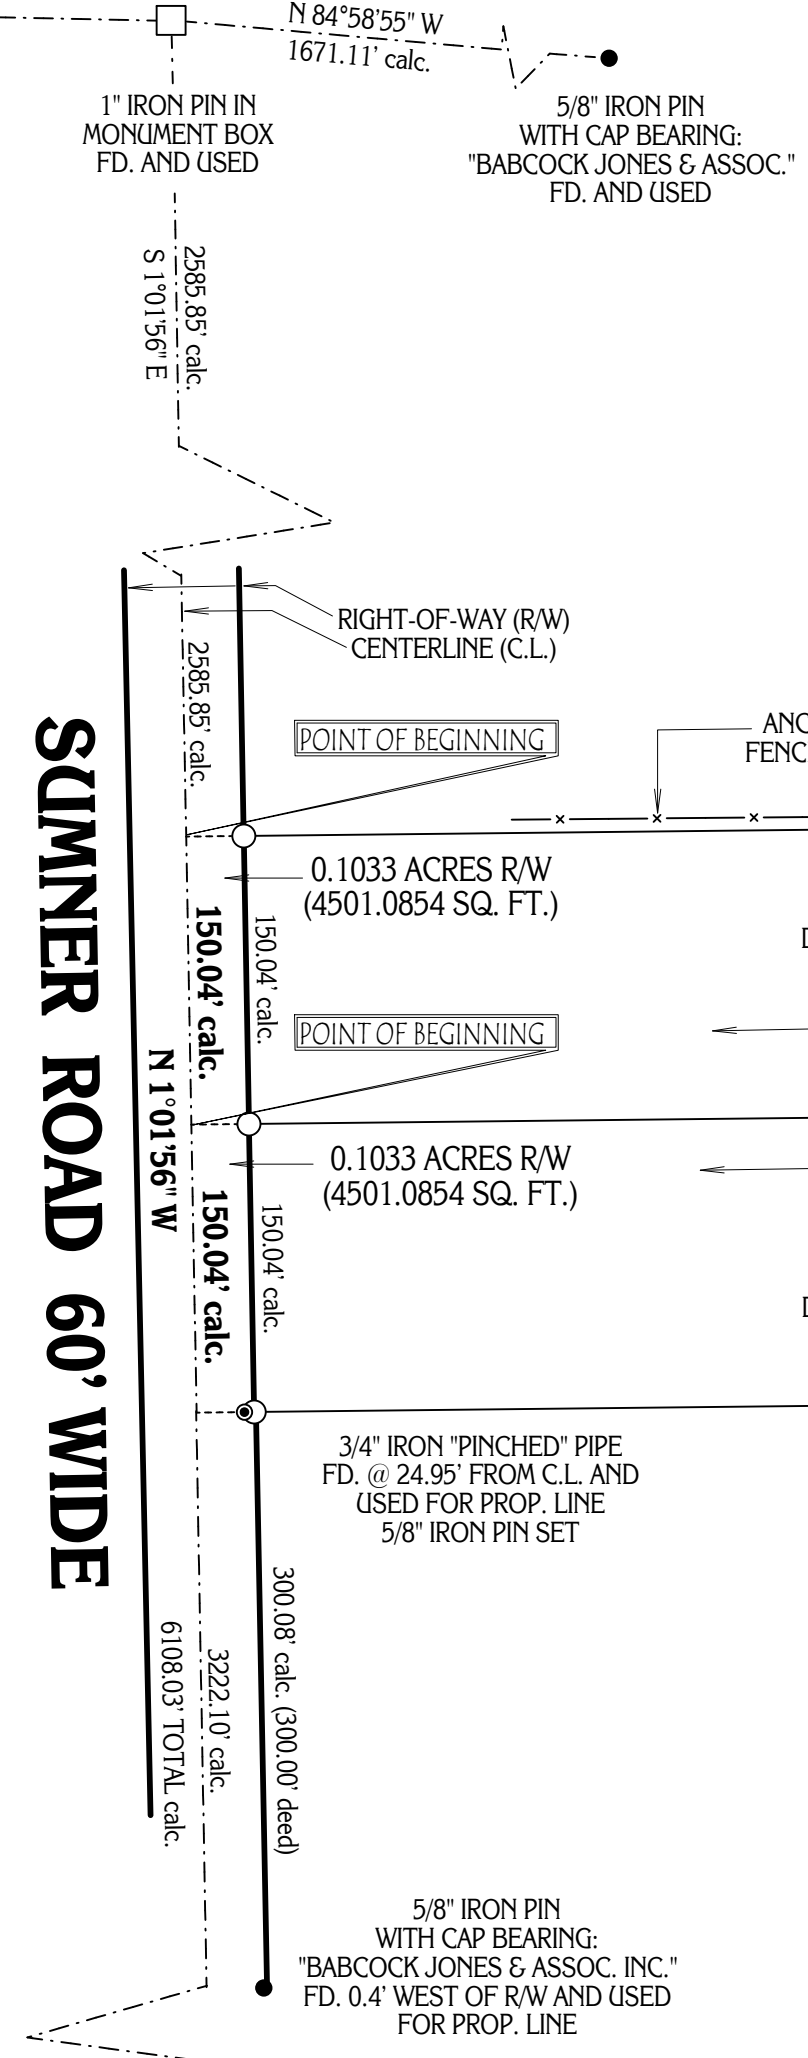 N 84°58'55" W
1671.11' calc.
1" IRON PIN IN
MONUMENT BOX
FD. AND USED
5/8" IRON PIN
WITH CAP BEARING:
"BABCOCK JONES & ASSOC."
FD. AND USED
2585.85' calc.
S 1°01'56" E
RIGHT-OF-WAY (R/W)
CENTERLINE (C.L.)
2585.85' calc.
SUMNER ROAD 60' WIDE
POINT OF BEGINNING
0.1033 ACRES R/W
(4501.0854 SQ. FT.)
150.04' calc.
150.04' calc.
POINT OF BEGINNING
N 1°01'56" W
0.1033 ACRES R/W
(4501.0854 SQ. FT.)
150.04' calc.
150.04' calc.
3/4" IRON "PINCHED" PIPE
FD. @ 24.95' FROM C.L. AND
USED FOR PROP. LINE
5/8" IRON PIN SET
300.08' calc. (300.00' deed)
3222.10' calc.
6108.03' TOTAL calc.
5/8" IRON PIN
WITH CAP BEARING:
"BABCOCK JONES & ASSOC. INC."
FD. 0.4' WEST OF R/W AND USED
FOR PROP. LINE